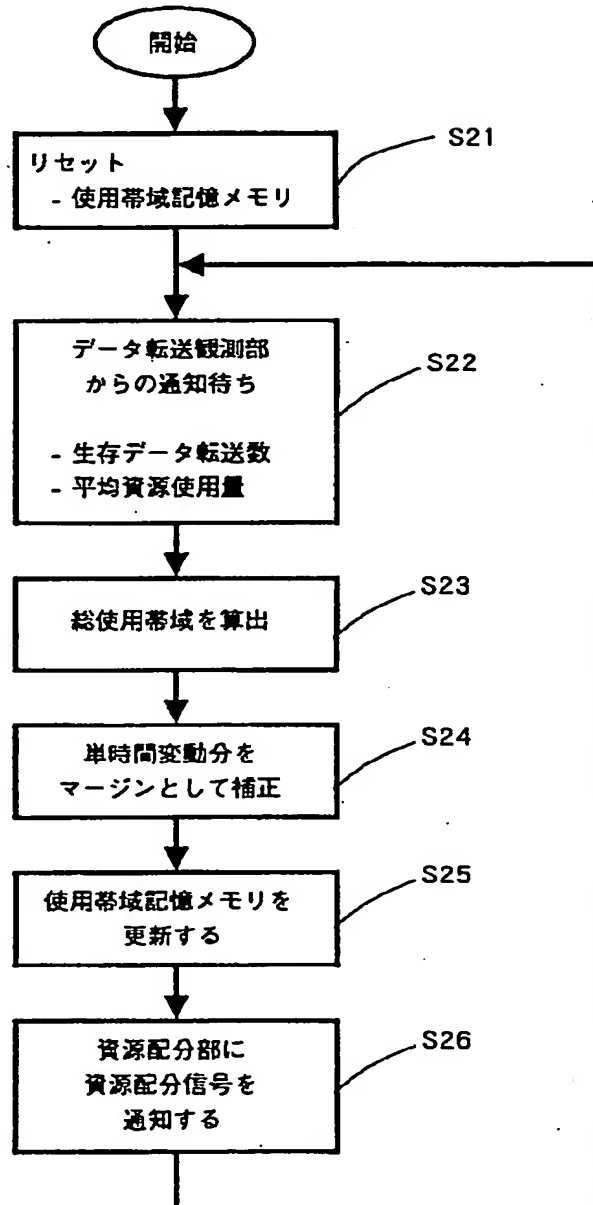 開始
S21
リセット
- 使用帯域記憶メモリ
データ転送観測部
からの通知待ち
S22
- 生存データ転送数
- 平均資源使用量
S23
総使用帯域を算出
S24
単時間変動分を
マージンとして補正
S25
使用帯域記憶メモリを
更新する
S26
資源配分部に
資源配分信号を
通知する